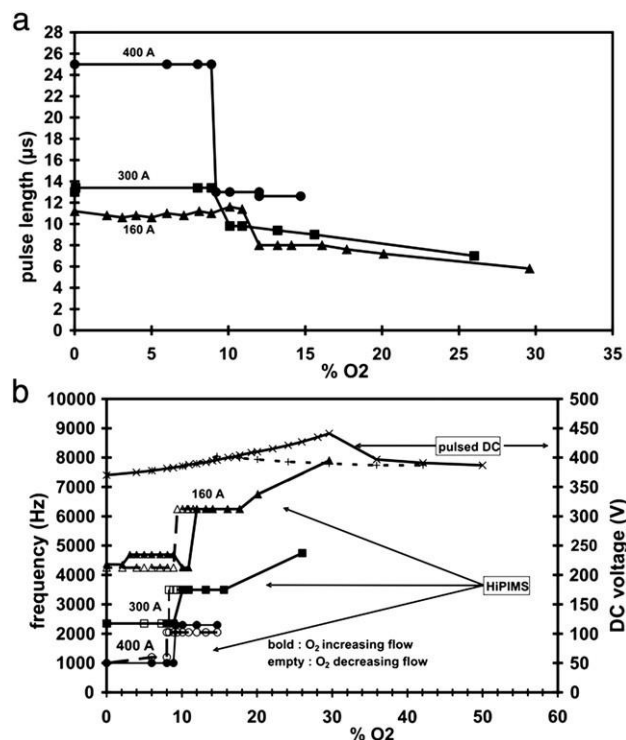 a
28
26
24
22
20
18
16
14
12
10
8
6
4
2
0
pulse length (µs)
400 A
300 A
160 A
0 5 10 15 20 25 30 35
% O2
b
10000 500
9000 450
8000 400
7000 350
6000 300
5000 250
4000 200
3000 150
2000 100
1000 50
0 0
frequency (Hz)
DC voltage (V)
pulsed DC
160 A
HiPIMS
300 A
400 A
bold : O₂ increasing flow
empty : O₂ decreasing flow
0 10 20 30 40 50 60
% O2